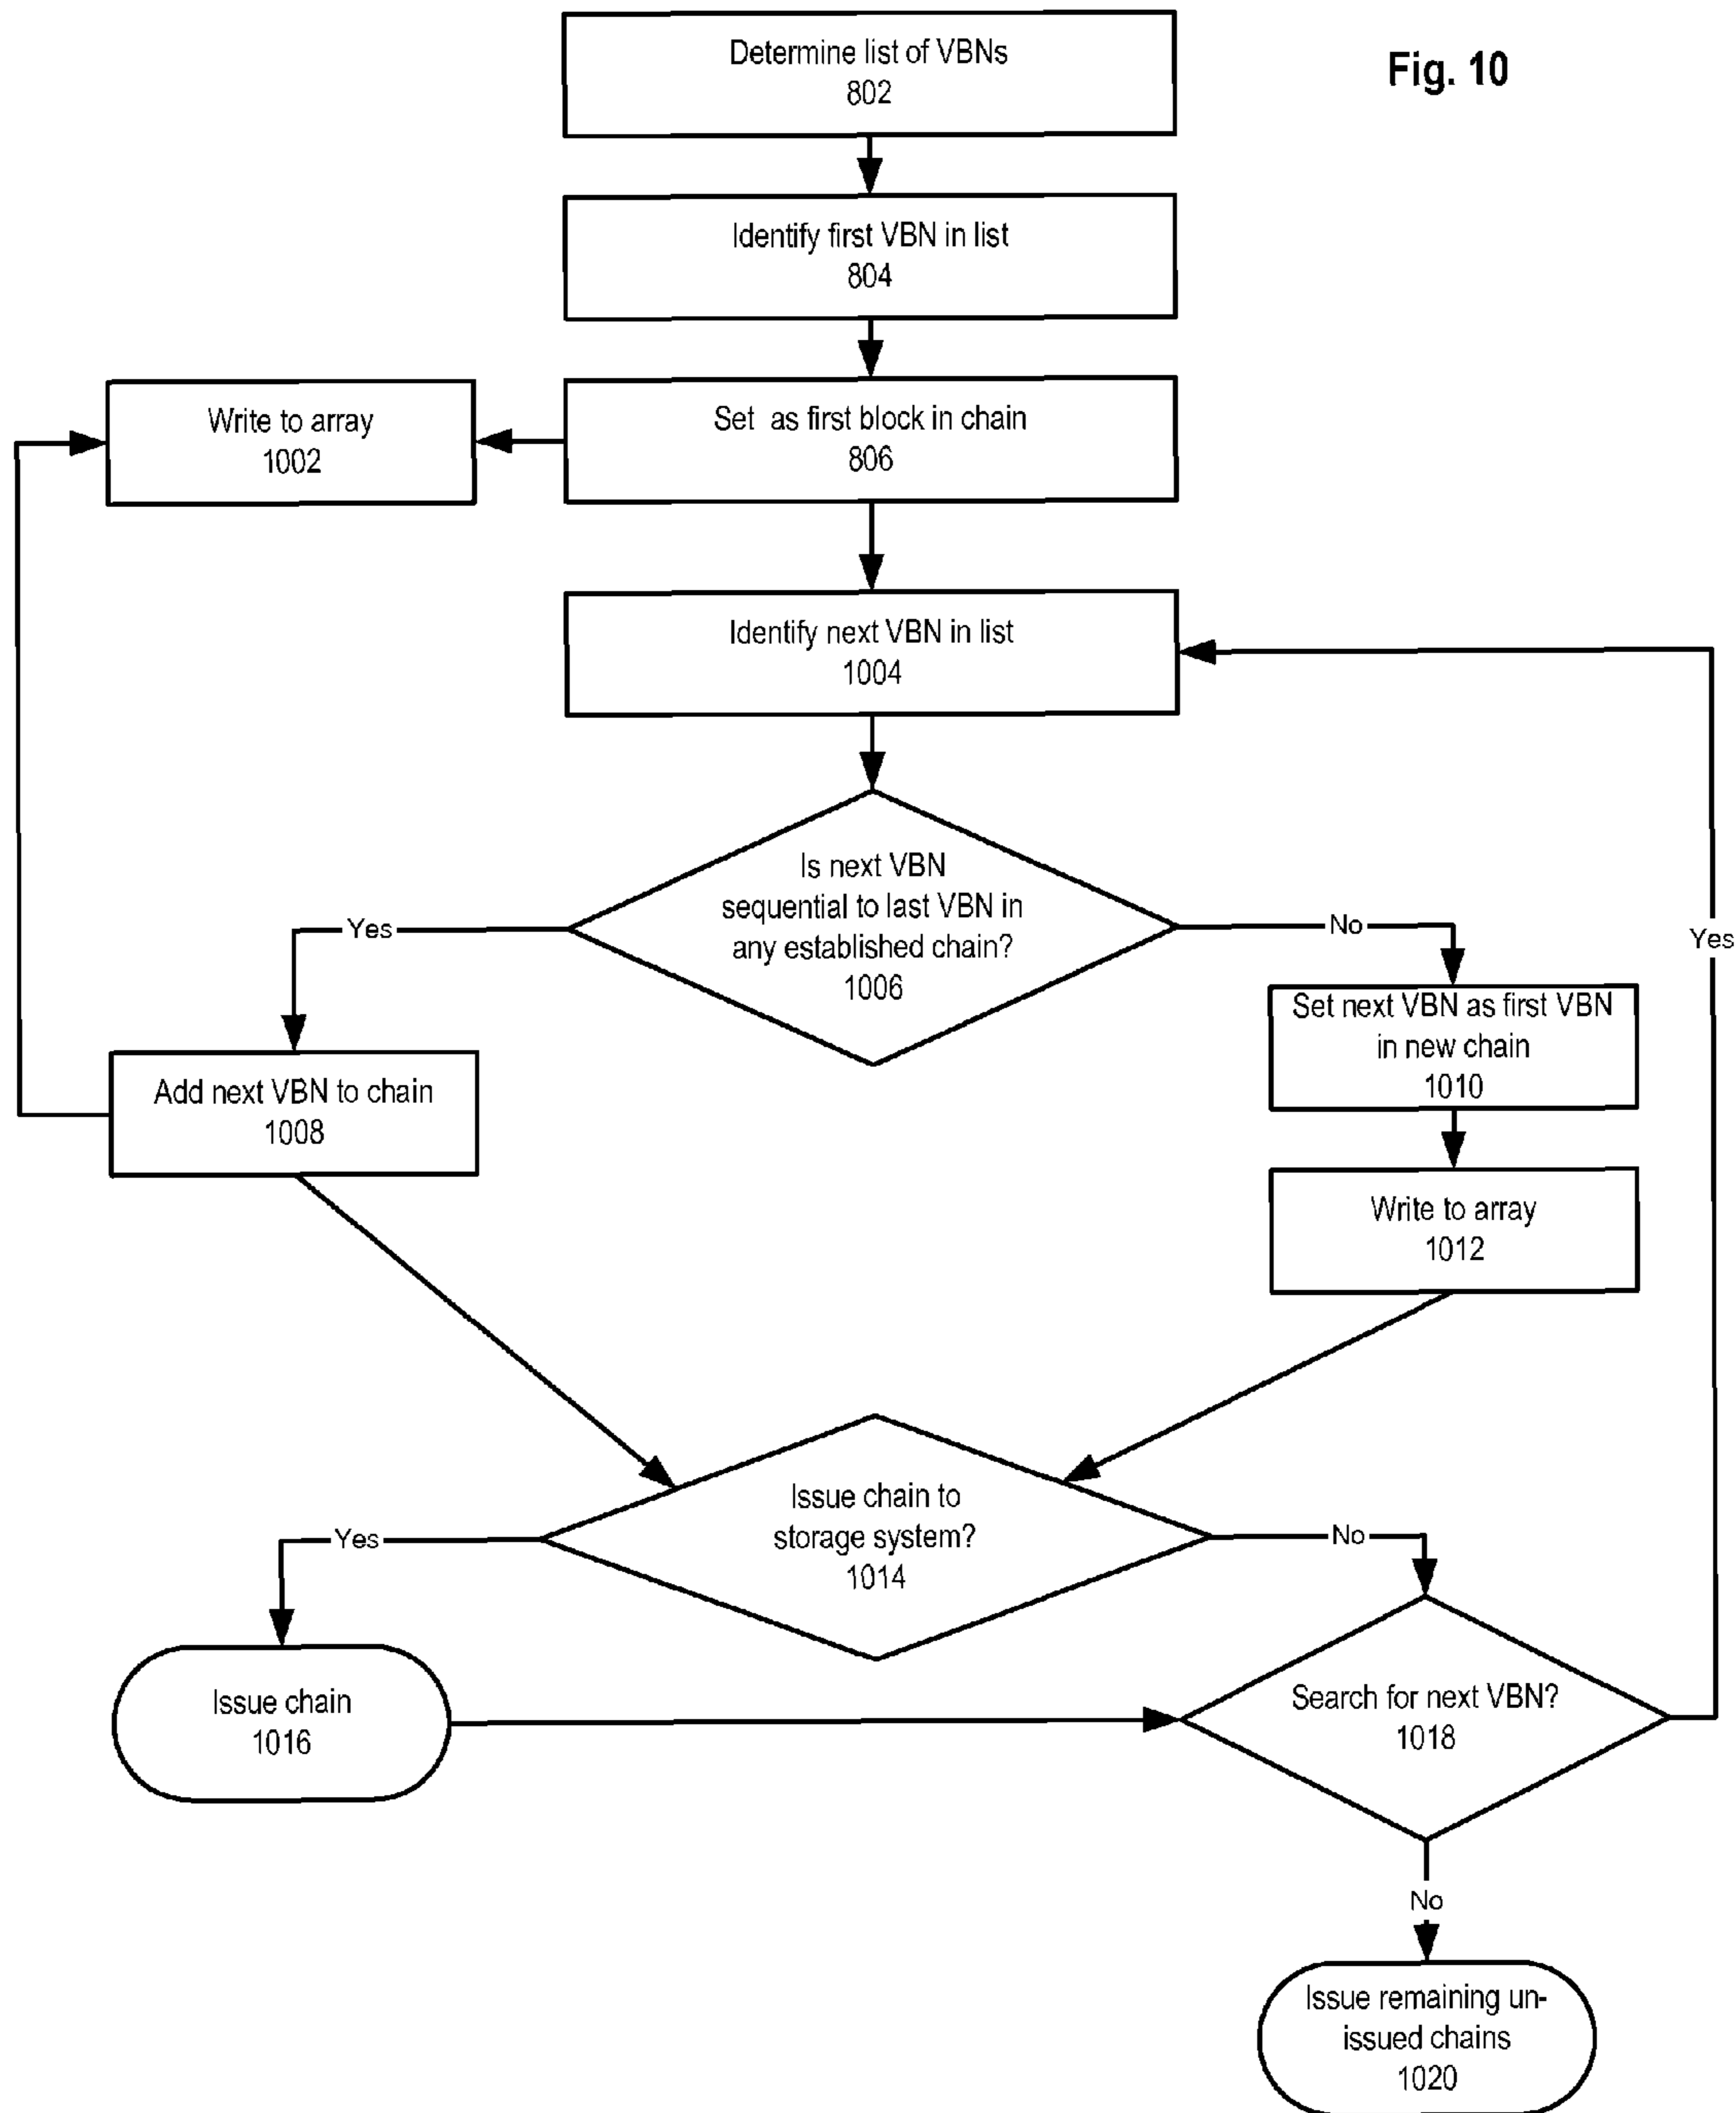 Fig. 10
Determine list of VBNs
802
Identify first VBN in list
804
Write to array
1002
Set as first block in chain
806
Identify next VBN in list
1004
Is next VBN
sequential to last VBN in
any established chain?
1006
Yes
No
Yes
Set next VBN as first VBN
in new chain
1010
Add next VBN to chain
1008
Write to array
1012
Issue chain to
storage system?
1014
Yes
No
Issue chain
1016
Search for next VBN?
1018
No
Issue remaining un-
issued chains
1020